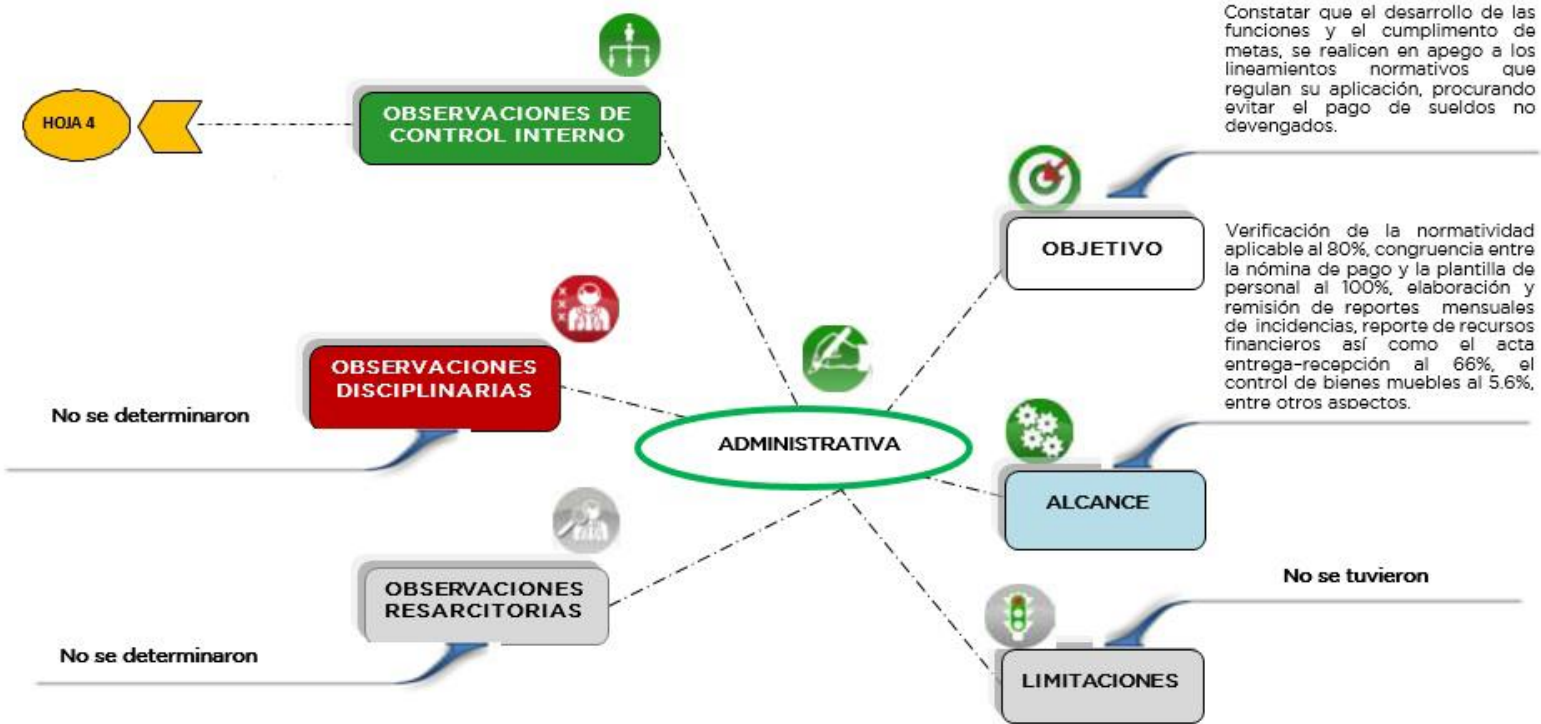 HOJA 4
OBSERVACIONES DE
CONTROL INTERNO
Constatar que el desarrollo de las
funciones y el cumplimento de
metas, se realicen en apego a los
lineamientos normativos que
regulan su aplicación, procurando
evitar el pago de sueldos no
devengados.
OBJETIVO
Verificación de la normatividad
aplicable al 80%, congruencia entre
la nómina de pago y la plantilla de
personal al 100%, elaboración y
remisión de reportes mensuales
de incidencias, reporte de recursos
financieros así como el acta
entrega-recepción al 66%, el
control de bienes muebles al 5.6%,
entre otros aspectos.
OBSERVACIONES
DISCIPLINARIAS
No se determinaron
ADMINISTRATIVA
ALCANCE
OBSERVACIONES
RESARCITORIAS
No se determinaron
No se tuvieron
LIMITACIONES